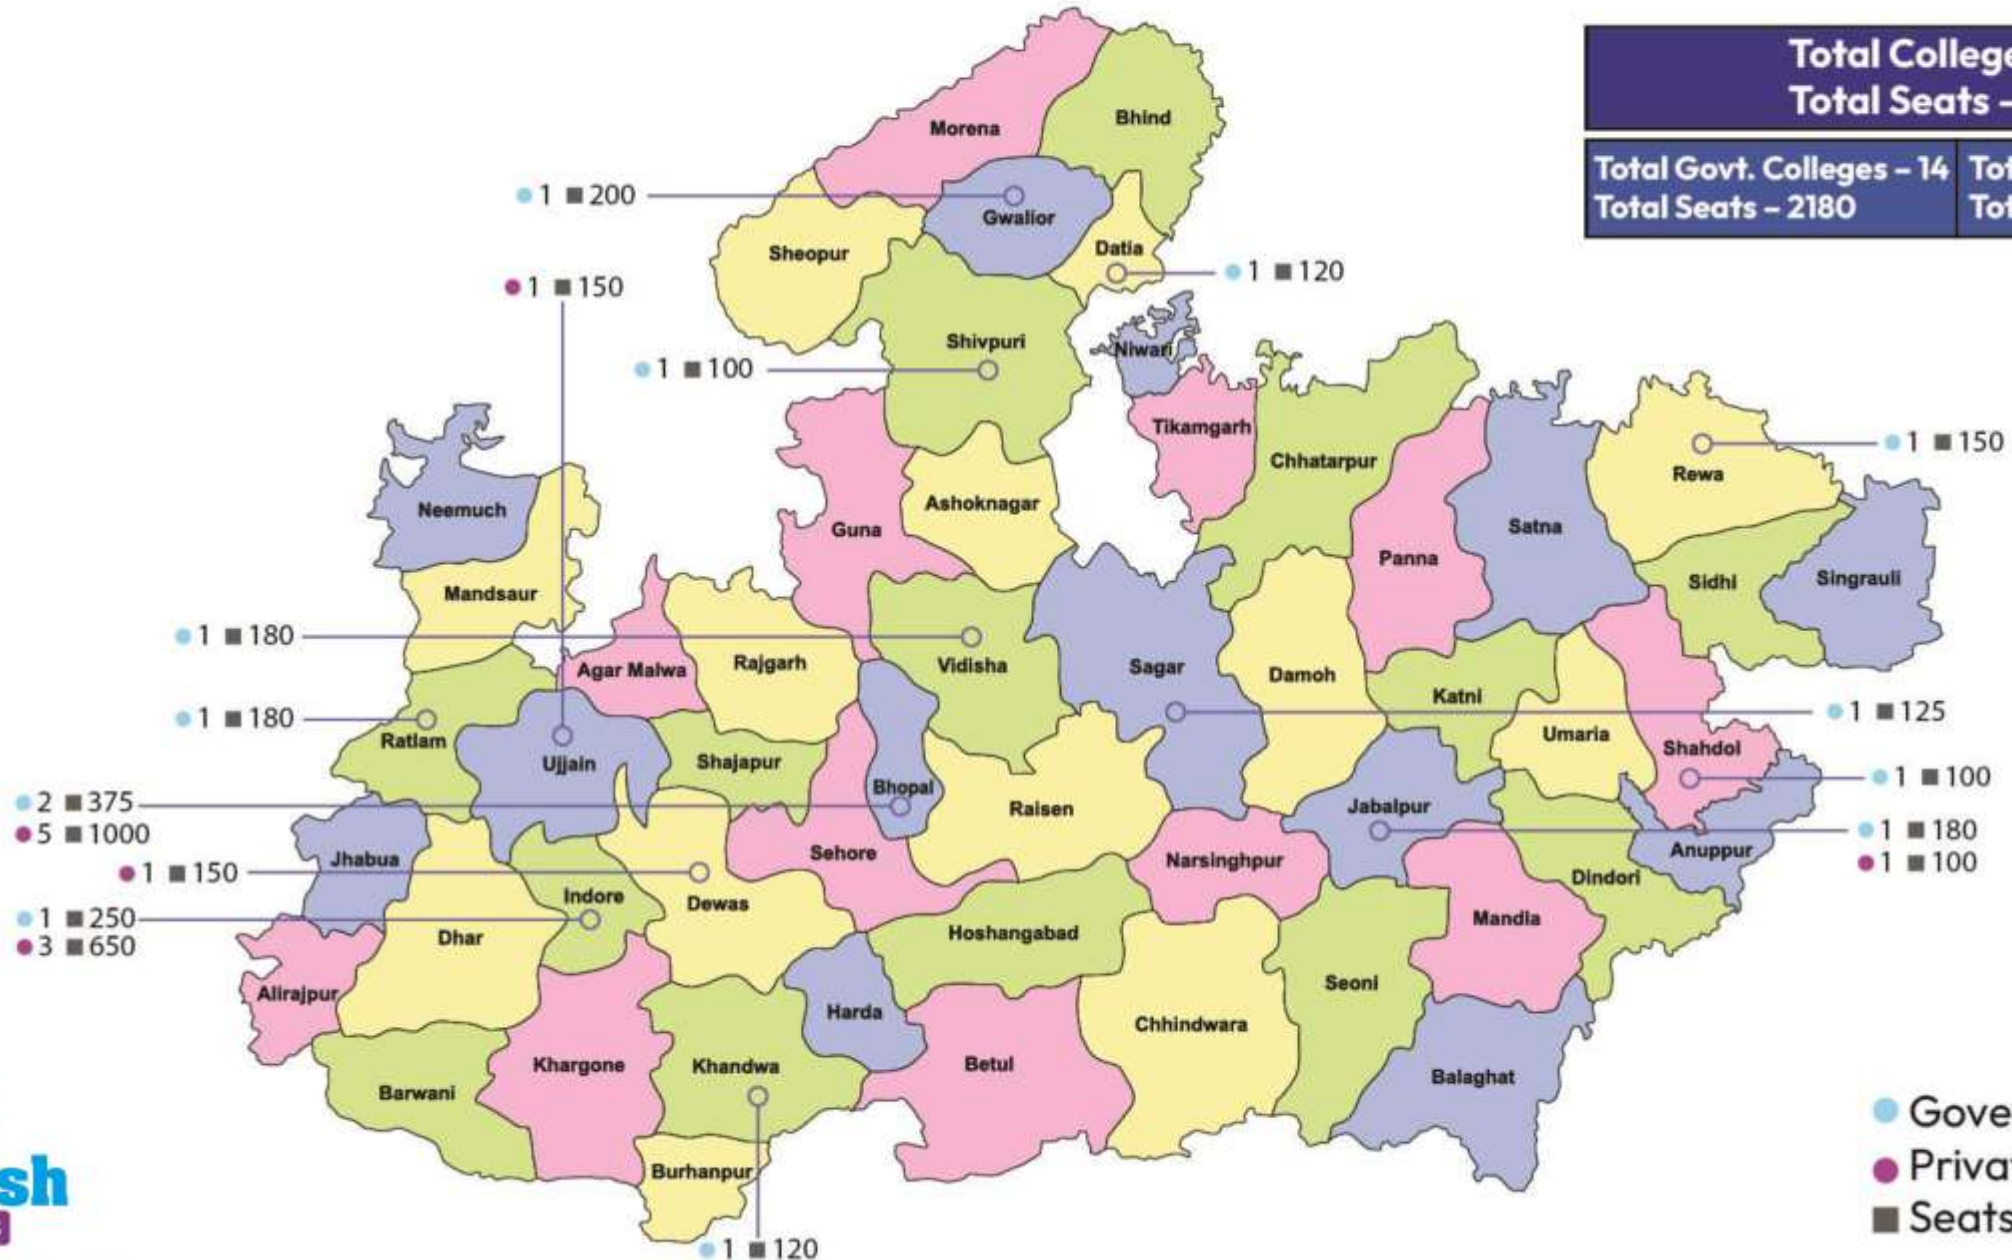 Total College
Total Seats –
Total Govt. Colleges – 14
Total Seats – 2180
Tot
Tot
Morena
Bhind
1 200
Gwalior
Sheopur
Datia
1 120
1 150
Shivpuri
1 100
Niwari
Tikamgarh
Chhatarpur
1 150
Rewa
Neemuch
Ashoknagar
Guna
Satna
Panna
Mandsaur
Sidhi
Singrauli
1 180
Agar Malwa
Rajgarh
Vidisha
Sagar
Damoh
Katni
1 180
Ratlam
1 125
Umaria
Shahdol
Ujjain
Shajapur
1 100
Bhopal
2 375
5 1000
Raisen
Jabalpur
1 180
1 100
Anuppur
Jhabua
Sehore
Narsinghpur
1 150
Dindori
Indore
Dewas
1 250
3 650
Dhar
Hoshangabad
Mandla
Alirajpur
Harda
Seoni
Chhindwara
Khargone
Khandwa
Betul
Balaghat
Barwani
Burhanpur
1 120
sh
Gove
Priva
Seats